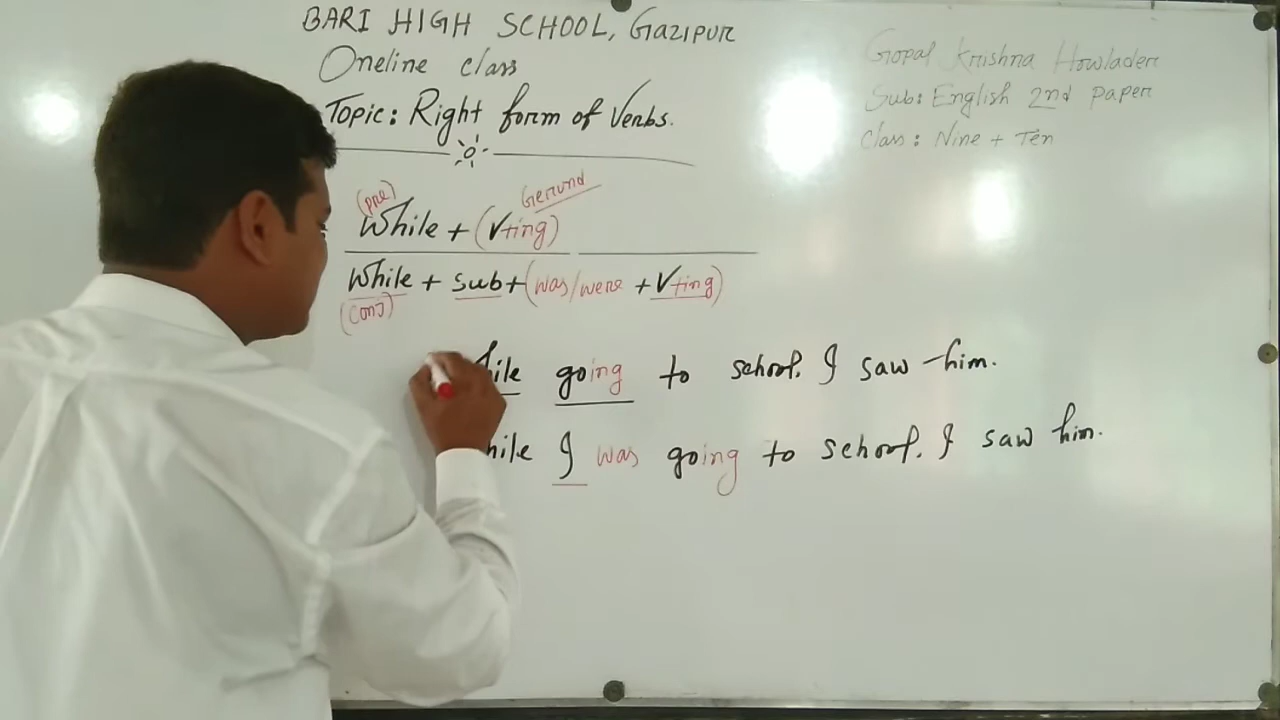 BARI HIGH SCHOOL, Gazipur
Oneline class
Topic: Right form of Verbs.
Gopal Krishna Howlader
Sub: English 2nd paper
Class: Nine + Ten
(pre) Gerund
While + (V+ing)
While + sub + (was/were + V+ing)
(conj)
hile going to school. I saw him.
hile I was going to school. I saw him.